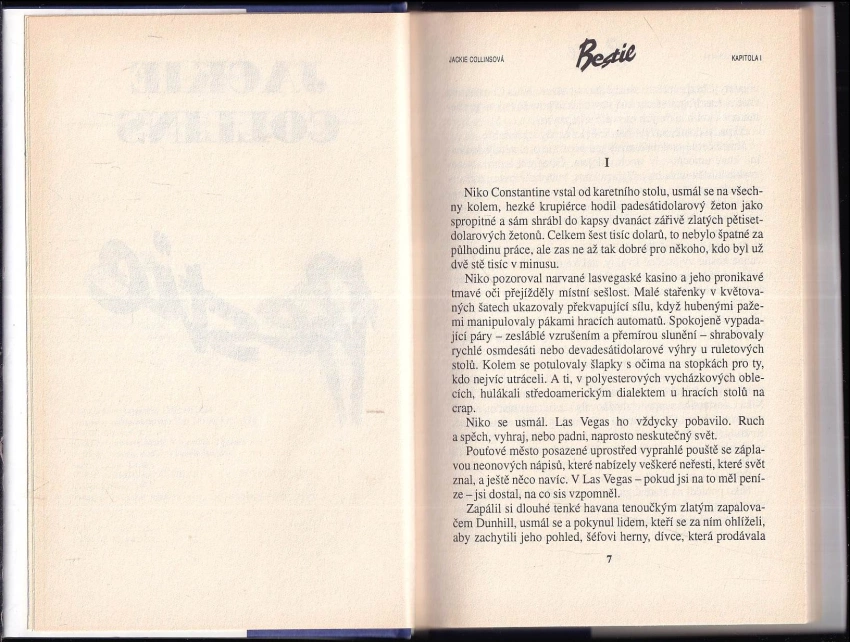 JACKIE COLLINSOVÁ
Bestie
KAPITOLA I
I
Niko Constantine vstal od karetního stolu, usmál se na všech-
ny kolem, hezké krupiérce hodil padesátidolarový žeton jako
spropitné a sám shrábl do kapsy dvanáct zářivě zlatých pětiset-
dolarových žetonů. Celkem šest tisíc dolarů, to nebylo špatné za
půlhodinu práce, ale zas ne až tak dobré pro někoho, kdo byl už
dvě stě tisíc v minusu.
Niko pozoroval narvané lasvegaské kasino a jeho pronikavé
tmavé oči přejížděly místní sešlost. Malé stařenky v květova-
ných šatech ukazovaly překvapující sílu, když hubenými paže-
mi manipulovaly pákami hracích automatů. Spokojeně vypada-
jící páry – zesláblé vzrušením a přemírou slunění – shrabovaly
rychlé osmdesáti nebo devadesátidolarové výhry u ruletových
stolů. Kolem se potulovaly šlapky s očima na stopkách pro ty,
kdo nejvíc utráceli. A ti, v polyesterových vycházkových oble-
cích, hulákali středoamerickým dialektem u hracích stolů na
crap.
Niko se usmál. Las Vegas ho vždycky pobavilo. Ruch
a spěch, vyhraj, nebo padni, naprosto neskutečný svět.
Pouťové město posazené uprostřed vyprahlé pouště se zápla-
vou neonových nápisů, které nabízely veškeré neřesti, které svět
znal, a ještě něco navíc. V Las Vegas – pokud jsi na to měl pení-
ze – jsi dostal, na co sis vzpomněl.
Zapálil si dlouhé tenké havana tenoučkým zlatým zapalova-
čem Dunhill, usmál se a pokynul lidem, kteří se za ním ohlíželi,
aby zachytili jeho pohled, šéfovi herny, dívce, která prodávala
7